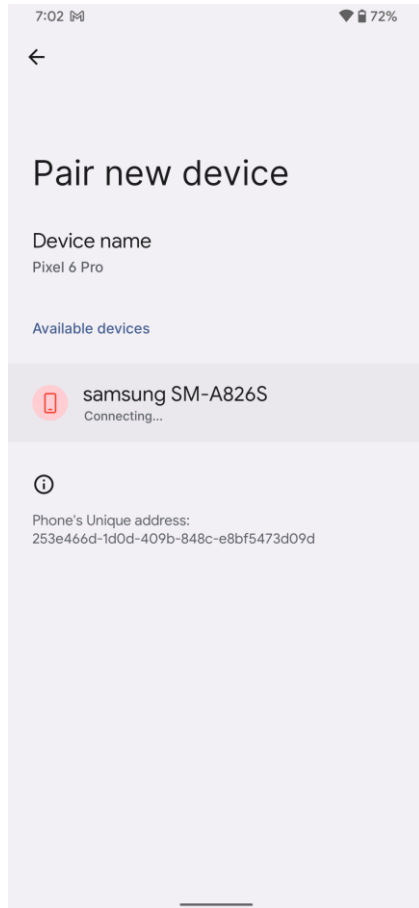 7:02
72%
Pair new device
Device name
Pixel 6 Pro
Available devices
samsung SM-A826S
Connecting...
Phone's Unique address:
253e466d-1d0d-409b-848c-e8bf5473d09d